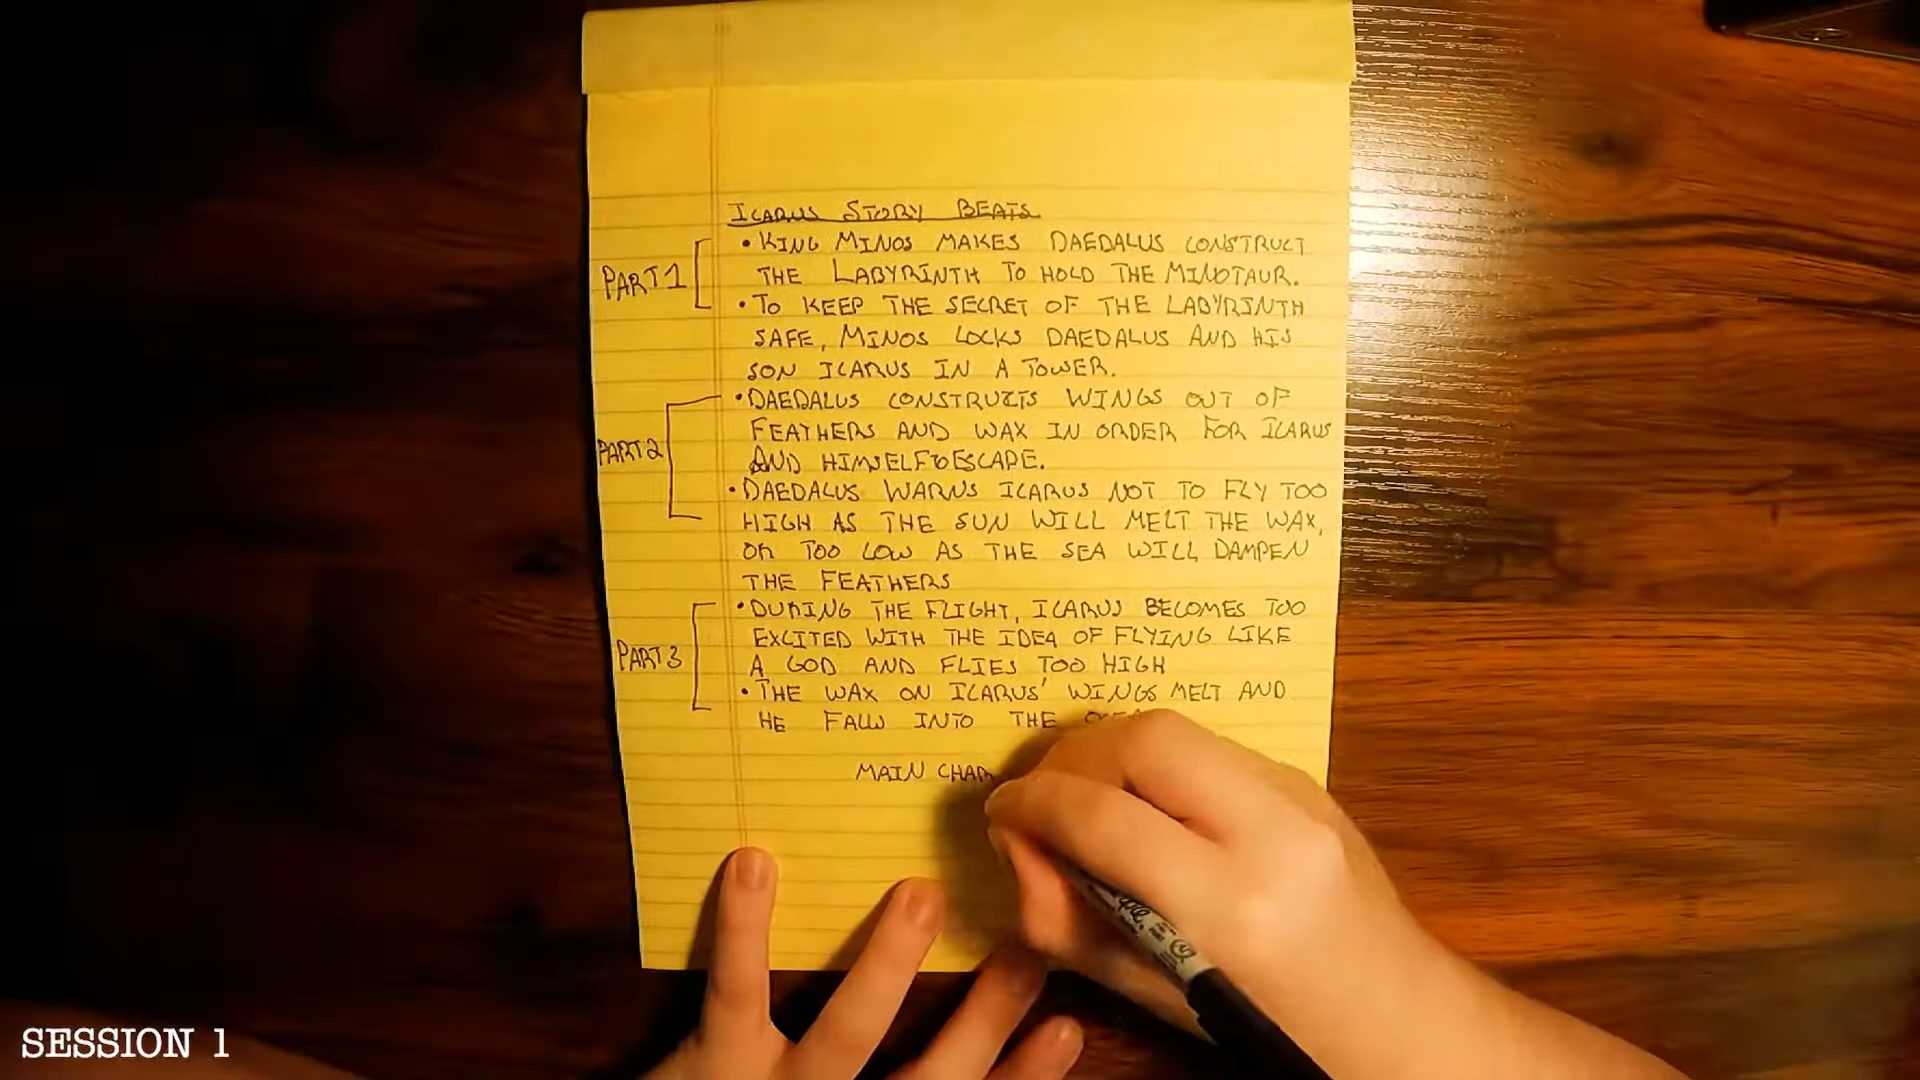 ICARUS STORY BEATS
• KING MINOS MAKES DAEDALUS CONSTRUCT
PART 1
THE LABYRINTH TO HOLD THE MINOTAUR.
• TO KEEP THE SECRET OF THE LABYRINTH
SAFE, MINOS LOCKS DAEDALUS AND HIS
SON ICARUS IN A TOWER.
• DAEDALUS CONSTRUCTS WINGS OUT OF
FEATHERS AND WAX IN ORDER FOR ICARUS
PART 2
AND HIMSELF TO ESCAPE.
• DAEDALUS WARNS ICARUS NOT TO FLY TOO
HIGH AS THE SUN WILL MELT THE WAX,
OR TOO LOW AS THE SEA WILL DAMPEN
THE FEATHERS
• DURING THE FLIGHT, ICARUS BECOMES TOO
EXCITED WITH THE IDEA OF FLYING LIKE
PART 3
A GOD AND FLIES TOO HIGH
• THE WAX ON ICARUS' WINGS MELT AND
HE FALLS INTO THE
MAIN CHAR
SESSION 1